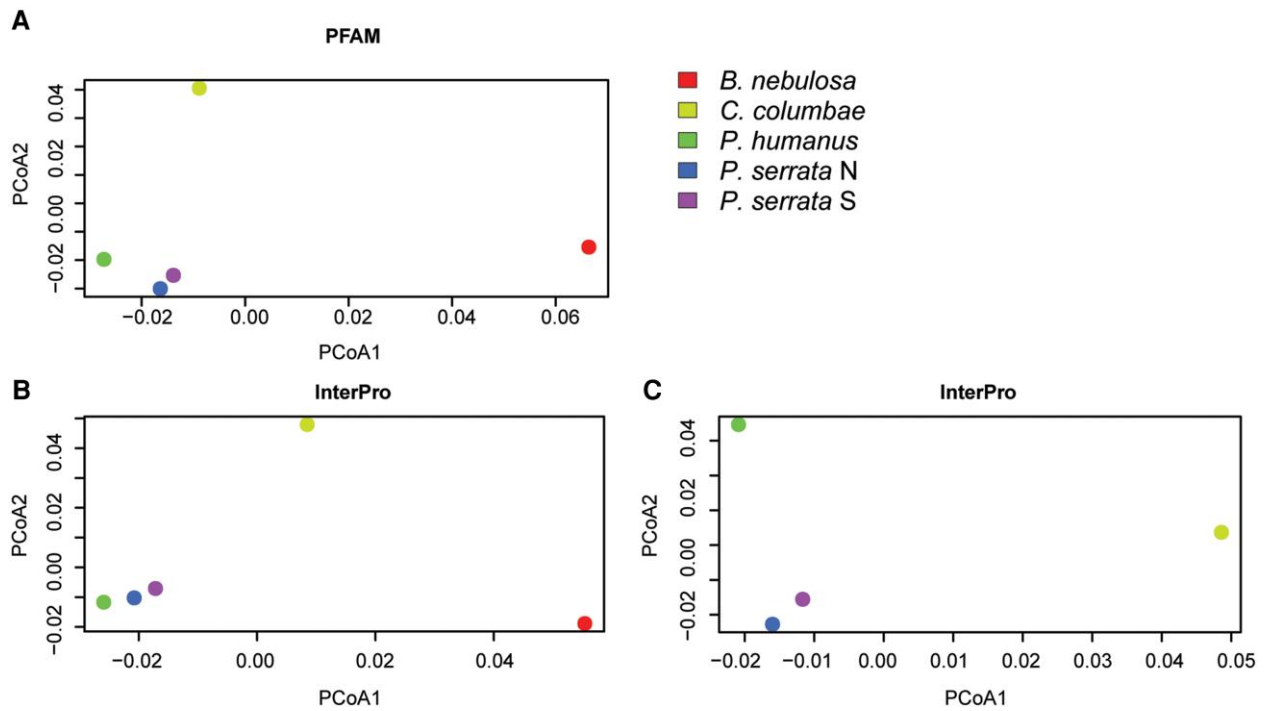 A
PFAM
PCoA2
0.04
0.02
0.00
−0.02
−0.02 0.00 0.02 0.04 0.06
PCoA1
B. nebulosa
C. columbae
P. humanus
P. serrata N
P. serrata S
B
InterPro
PCoA2
0.04
0.02
0.00
−0.02
−0.02 0.00 0.02 0.04
PCoA1
C
InterPro
PCoA2
0.04
0.02
0.00
−0.02
−0.02 −0.01 0.00 0.01 0.02 0.03 0.04 0.05
PCoA1